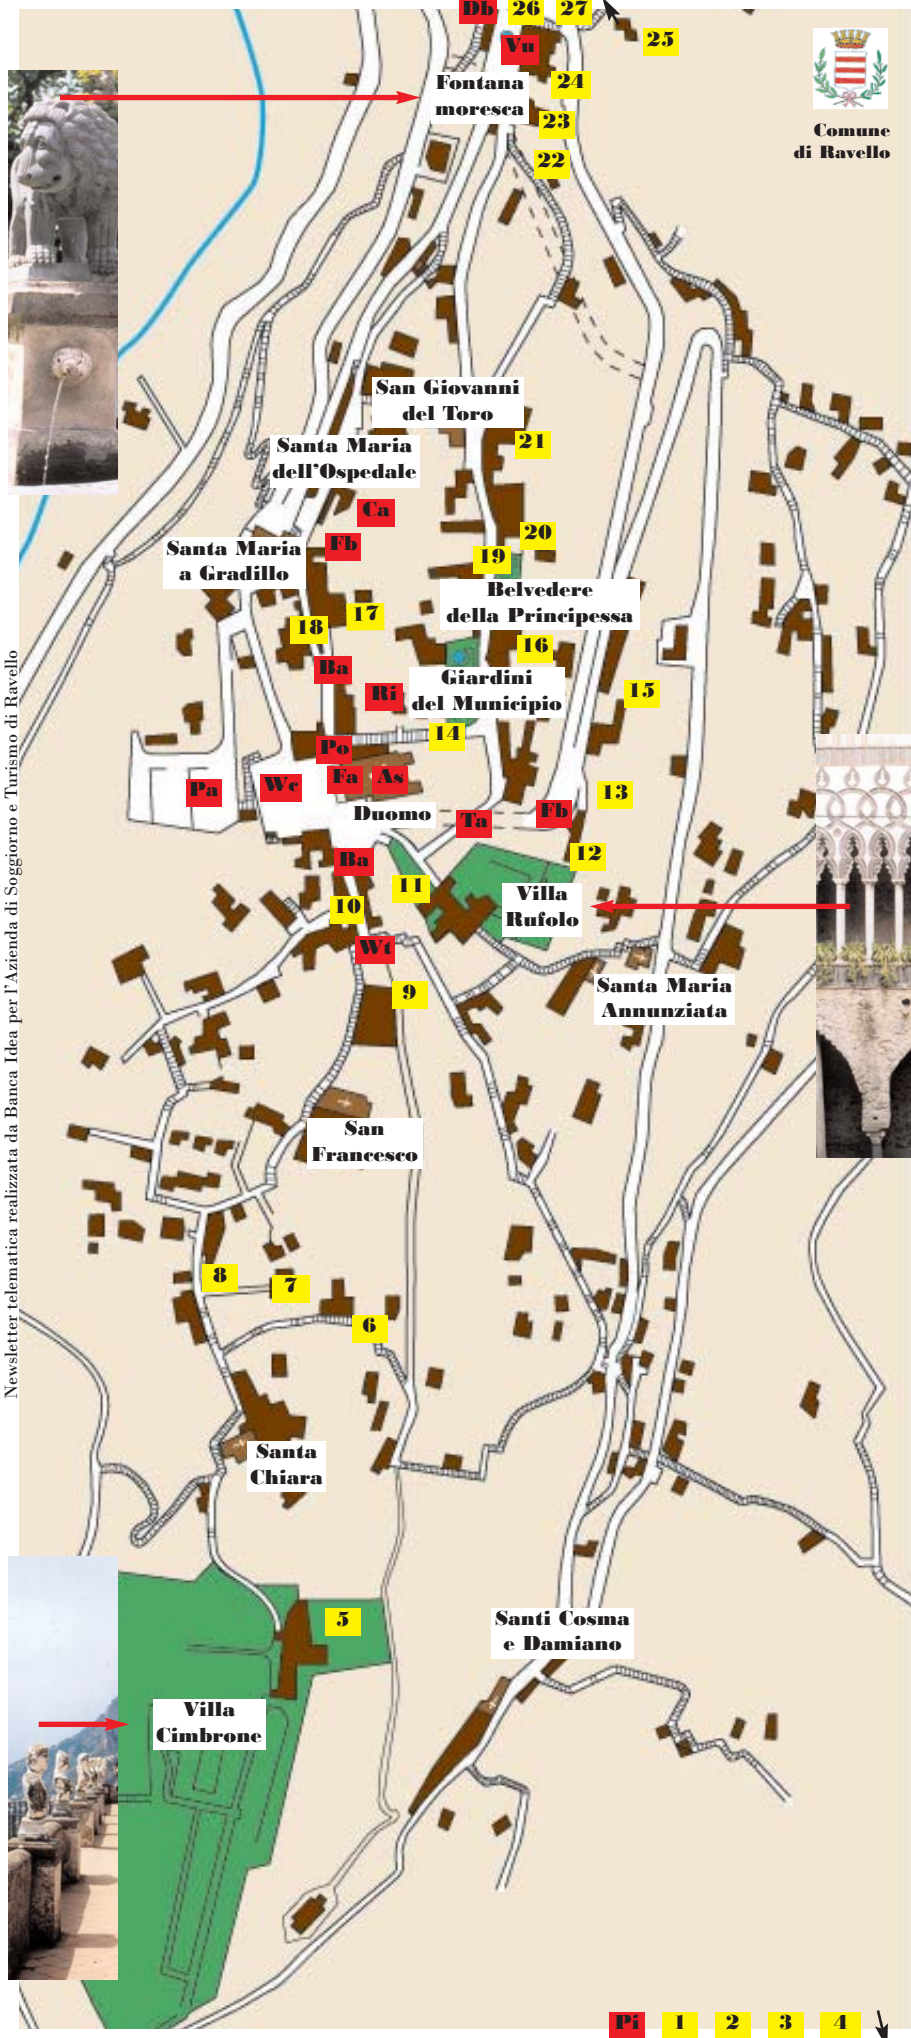 Db 26 27
Vu
25
Fontana
moresca
24
23
22
Comune
di Ravello
San Giovanni
del Toro
Santa Maria
dell'Ospedale
21
Ca
20
Fb
19
Santa Maria
a Gradillo
Belvedere
della Principessa
17
18
16
Ba
Giardini
del Municipio
Ri
15
14
Po
Pa
Wc
Fa
As
13
Duomo
Ta
Fb
12
Ba
11
10
Villa
Rufolo
Wt
9
Santa Maria
Annunziata
San
Francesco
8
7
6
Santa
Chiara
5
Santi Cosma
e Damiano
Villa
Cimbrone
Pi 1 2 3 4
Newsletter telematica realizzata da Banca Idea per l'Azienda di Soggiorno e Turismo di Ravello